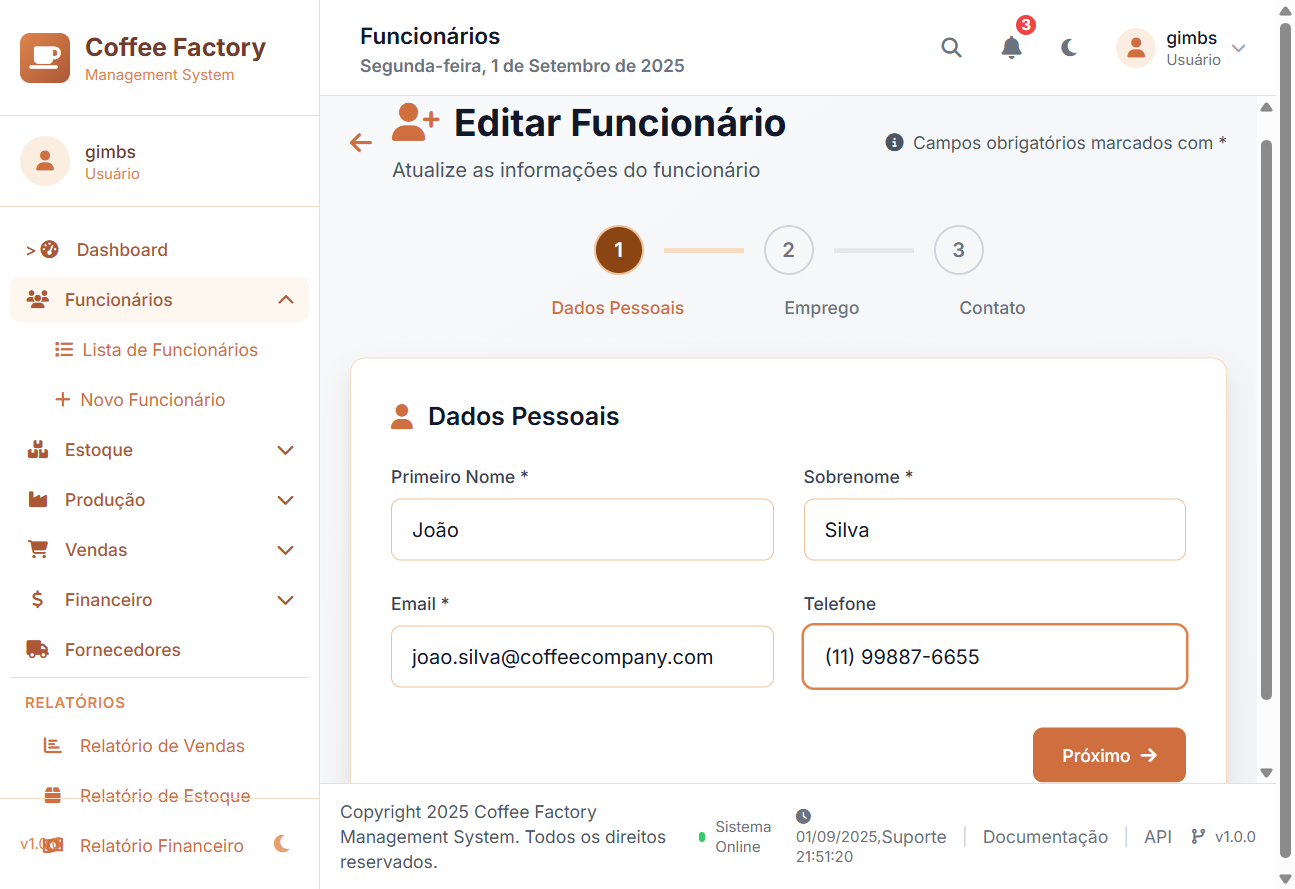 Coffee Factory
Management System
gimbs
Usuário
> Dashboard
Funcionários
Lista de Funcionários
Novo Funcionário
Estoque
Produção
Vendas
Financeiro
Fornecedores
RELATÓRIOS
Relatório de Vendas
Relatório de Estoque
Relatório Financeiro
Funcionários
Segunda-feira, 1 de Setembro de 2025
3
gimbs
Usuário
Editar Funcionário
Atualize as informações do funcionário
Campos obrigatórios marcados com *
1 2 3
Dados Pessoais Emprego Contato
Dados Pessoais
Primeiro Nome * Sobrenome *
João Silva
Email * Telefone
joao.silva@coffeecompany.com (11) 99887-6655
Próximo
Copyright 2025 Coffee Factory
Management System. Todos os direitos
reservados.
Sistema
Online
01/09/2025,
21:51:20
Suporte Documentação API v1.0.0